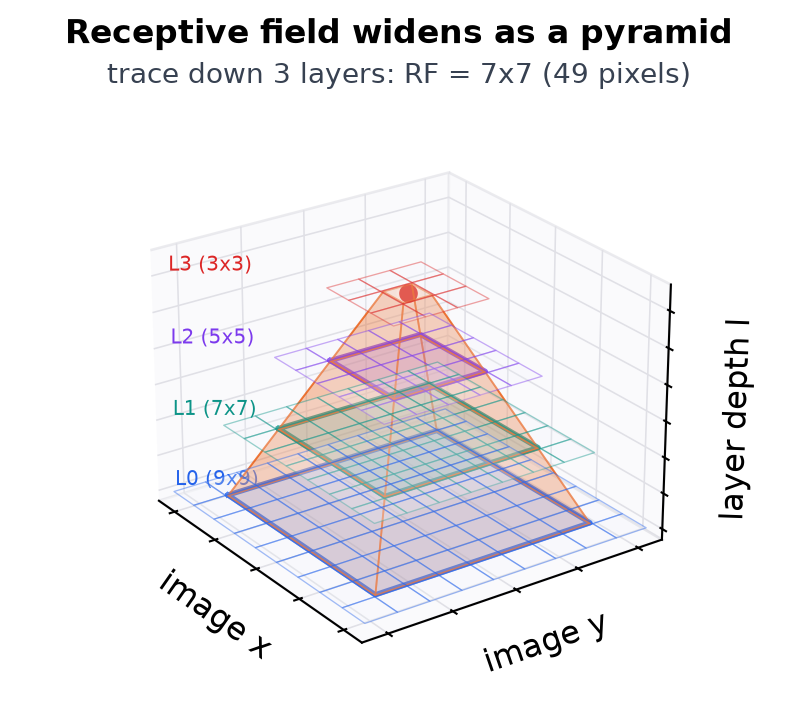 Receptive field widens as a pyramid
trace down 3 layers: RF = 7x7 (49 pixels)
L3 (3x3)
L2 (5x5)
L1 (7x7)
L0 (9x9)
image x
image y
layer depth l